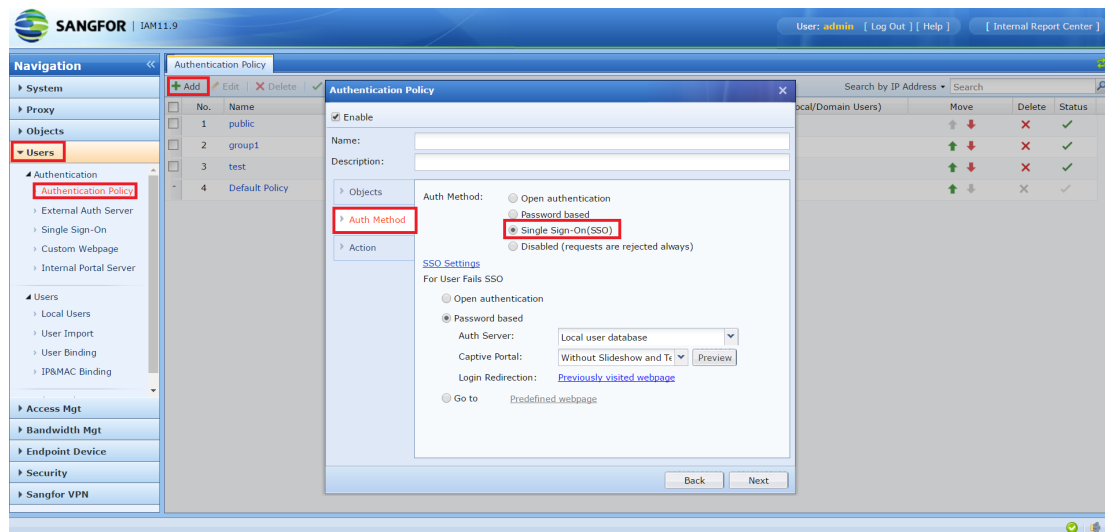 SANGFOR | IAM11.9
User: admin [ Log Out ] [ Help ] [ Internal Report Center ]
Navigation
System
Proxy
Objects
Users
Authentication
Authentication Policy
External Auth Server
Single Sign-On
Custom Webpage
Internal Portal Server
Users
Local Users
User Import
User Binding
IP&MAC Binding
Access Mgt
Bandwidth Mgt
Endpoint Device
Security
Sangfor VPN
Authentication Policy
Add Edit Delete Search by IP Address Search
No. Name ocal/Domain Users) Move Delete Status
1 public
2 group1
3 test
- 4 Default Policy
Authentication Policy
Enable
Name:
Description:
Objects
Auth Method
Action
Auth Method: Open authentication
Password based
Single Sign-On(SSO)
Disabled (requests are rejected always)
SSO Settings
For User Fails SSO
Open authentication
Password based
Auth Server: Local user database
Captive Portal: Without Slideshow and Te Preview
Login Redirection: Previously visited webpage
Go to Predefined webpage
Back Next